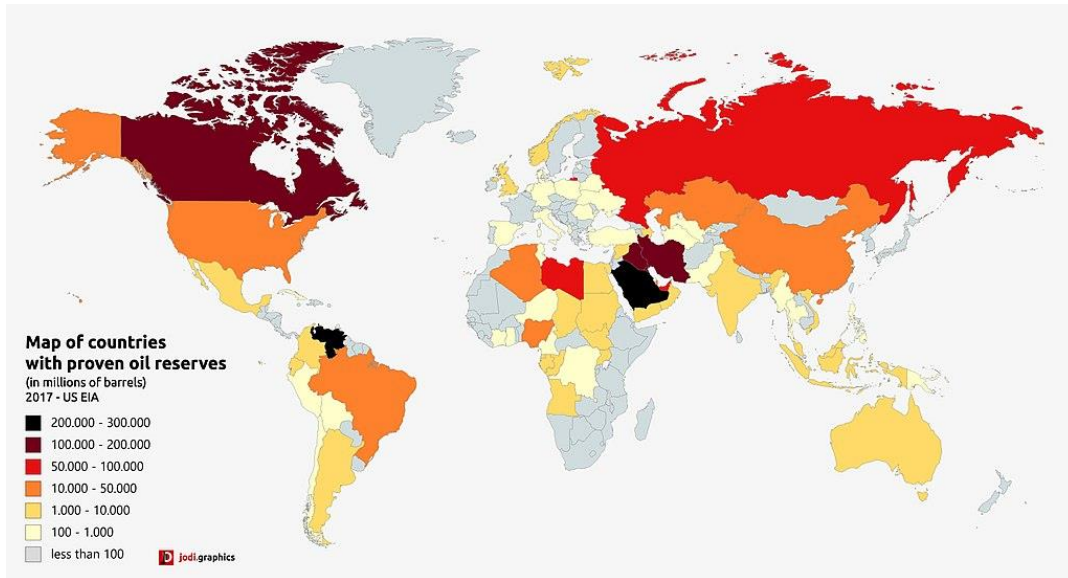 Map of countries
with proven oil reserves
(in millions of barrels)
2017 - US EIA
200.000 - 300.000
100.000 - 200.000
50.000 - 100.000
10.000 - 50.000
1.000 - 10.000
100 - 1.000
less than 100
jodi.graphics